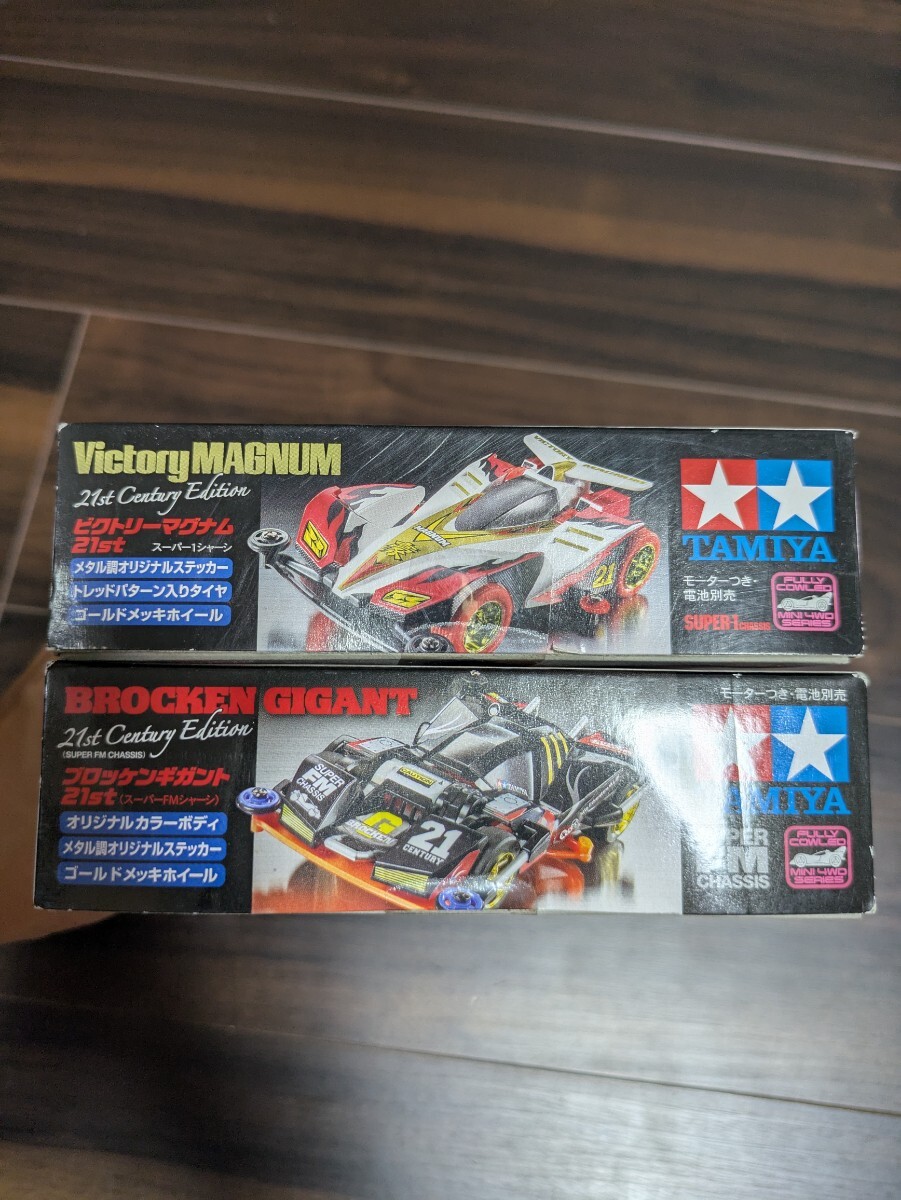 VictoryMAGNUM
21st Century Edition
ビクトリーマグナム
21st スーパー1シャーシ
メタル調オリジナルステッカー
トレッドパターン入りタイヤ
ゴールドメッキホイール
21
TAMIYA
モーターつき・
電池別売
SUPER-1 CHASSIS
FULLY
COWLED
MINI 4WD
SERIES
BROCKEN GIGANT
21st Century Edition
(SUPER FM CHASSIS)
ブロッケンギガント
21st (スーパーFMシャーシ)
オリジナルカラーボディ
メタル調オリジナルステッカー
ゴールドメッキホイール
SUPER
FM
CHASSIS
BROCKEN
G
21
CENTURY
モーターつき・電池別売
TAMIYA
SUPER
FM
CHASSIS
FULLY
COWLED
MINI 4WD
SERIES